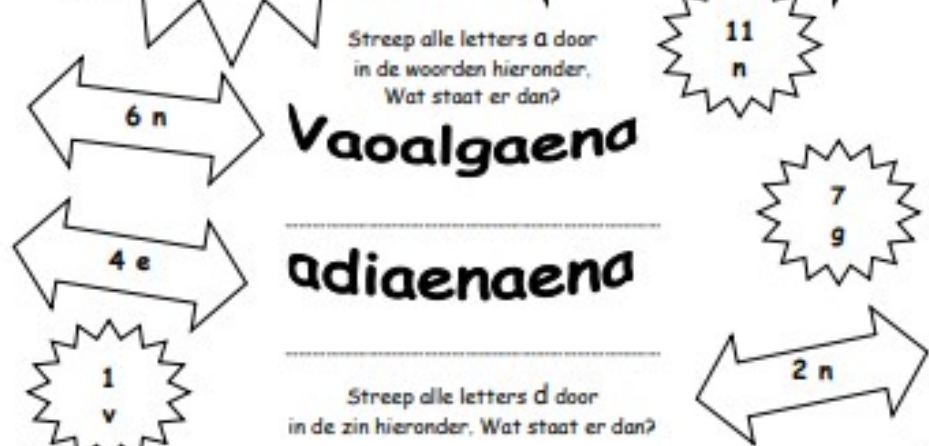 Streep alle letters a door
in de woorden hieronder.
Wat staat er dan?
11
n
6 n
Vaoalgaena
7
g
4 e
adiaenaena
1
v
2 n
Streep alle letters d door
in de zin hieronder. Wat staat er dan?